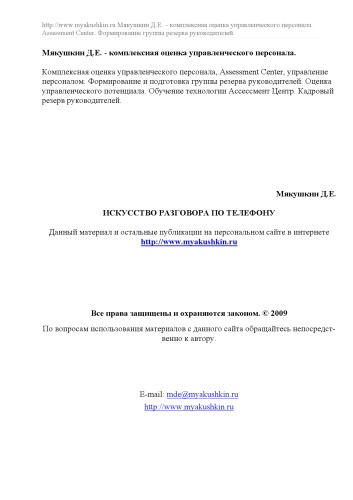 http://www.myakushkin.ru Мякушкин Д.Е. – комплексная оценка управленческого персонала.
Assessment Center. Формирование группы резерва руководителей.
Мякушкин Д.Е. - комплексная оценка управленческого персонала.
Комплексная оценка управленческого персонала, Assessment Center, управление
персоналом. Формирование и подготовка группы резерва руководителей. Оценка
управленческого потенциала. Обучение технологии Ассессмент Центр. Кадровый
резерв руководителей.
Мякушкин Д.Е.
ИСКУССТВО РАЗГОВОРА ПО ТЕЛЕФОНУ
Данный материал и остальные публикации на персональном сайте в интернете
http://www.myakushkin.ru
Все права защищены и охраняются законом. © 2009
По вопросам использования материалов с данного сайта обращайтесь непосредст-
венно к автору
E-mail: mde@myakushkin.ru
http://www.myakushkin.ru